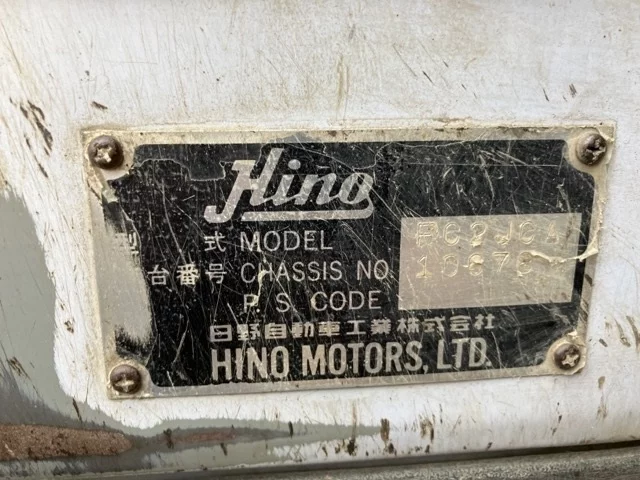 Hino
型 式 MODEL
台番号 CHASSIS NO.
P. S. CODE
日野自動車工業株式会社
HINO MOTORS, LTD.